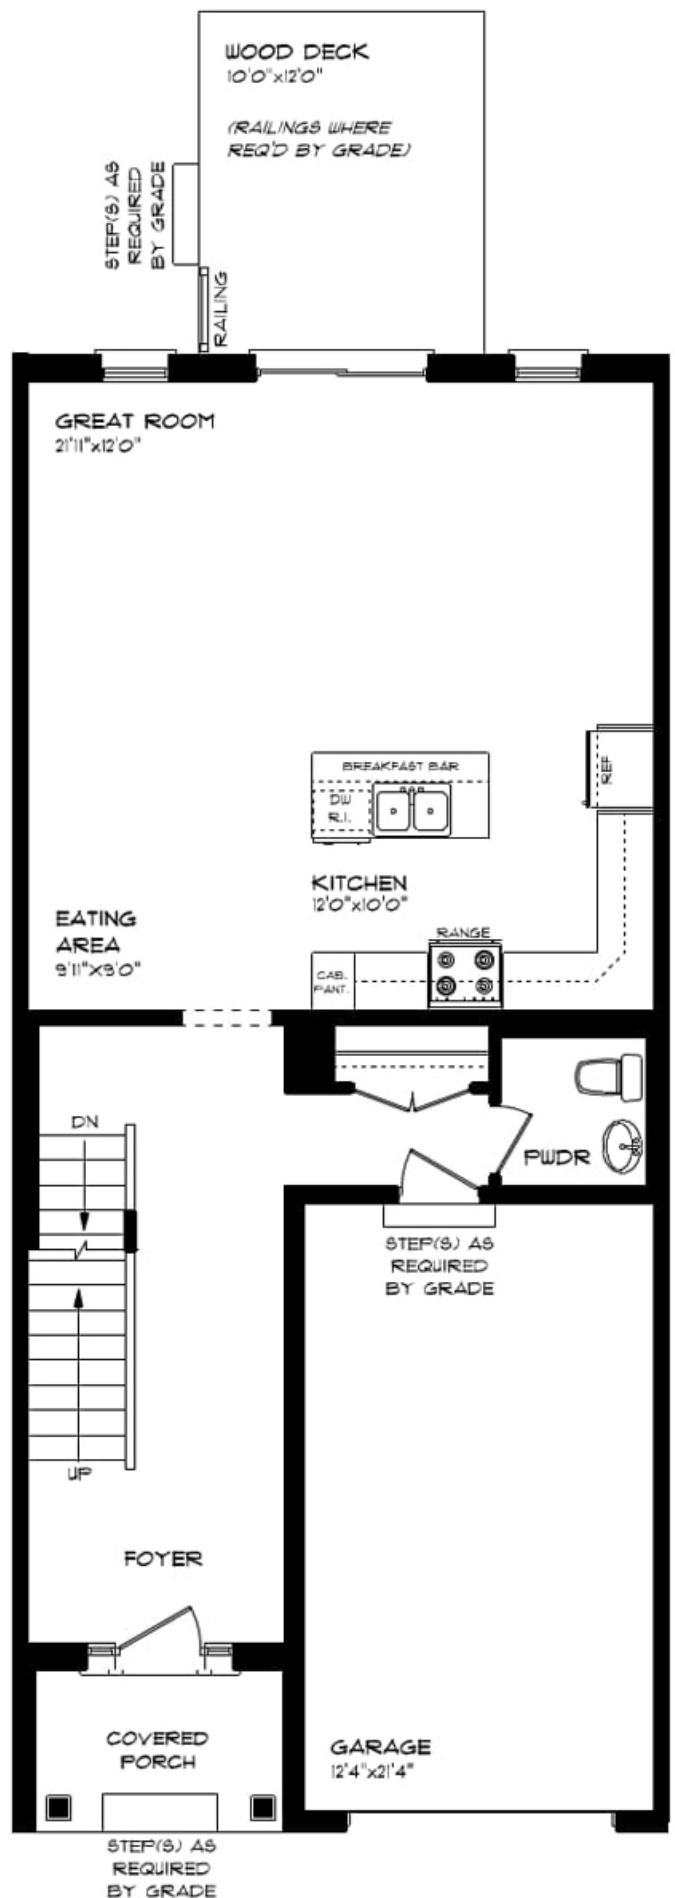 WOOD DECK
10'0"x12'0"
(RAILINGS WHERE
REQ'D BY GRADE)
STEP(S) AS
REQUIRED
BY GRADE
RAILING
GREAT ROOM
21'11"x12'0"
BREAKFAST BAR
DW
R.I.
REF
KITCHEN
12'0"x10'0"
EATING
AREA
9'11"x9'0"
RANGE
CAB.
PANT.
DN
PWDR
STEP(S) AS
REQUIRED
BY GRADE
UP
FOYER
COVERED
PORCH
GARAGE
12'4"x21'4"
STEP(S) AS
REQUIRED
BY GRADE